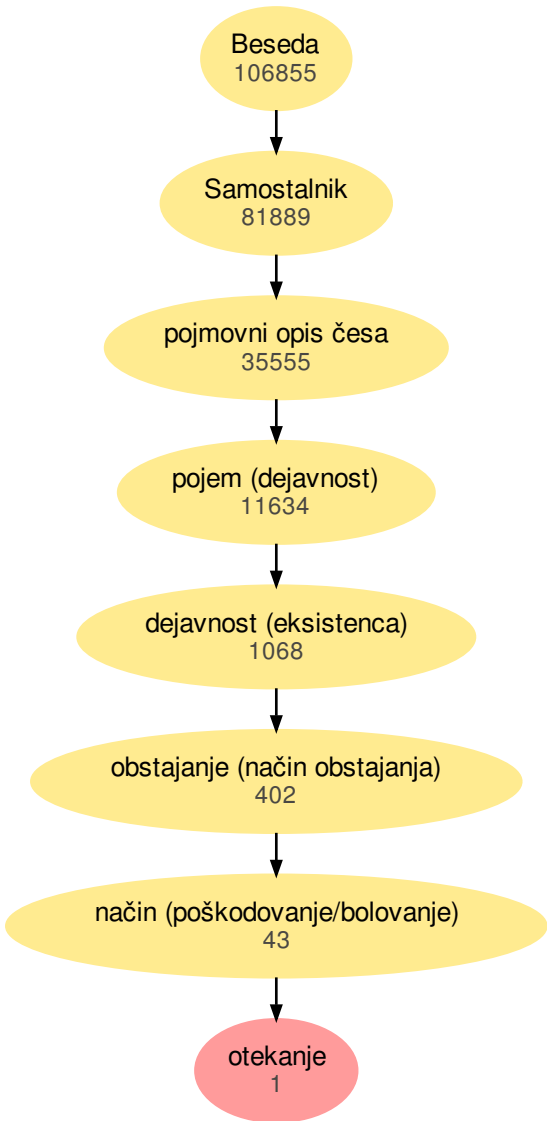 Beseda
106855
Samostalnik
81889
pojmovni opis česa
35555
pojem (dejavnost)
11634
dejavnost (eksistenca)
1068
obstajanje (način obstajanja)
402
način (poškodovanje/bolovanje)
43
otekanje
1